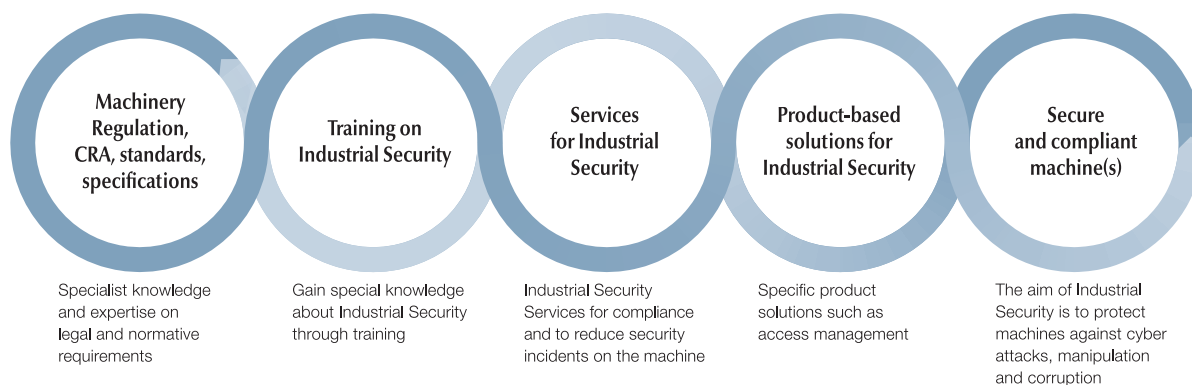 Machinery
Regulation,
CRA, standards,
specifications
Training on
Industrial Security
Services
for Industrial
Security
Product-based
solutions for
Industrial Security
Secure
and compliant
machine(s)
Specialist knowledge
and expertise on
legal and normative
requirements
Gain special knowledge
about Industrial Security
through training
Industrial Security
Services for compliance
and to reduce security
incidents on the machine
Specific product
solutions such as
access management
The aim of Industrial
Security is to protect
machines against cyber
attacks, manipulation
and corruption